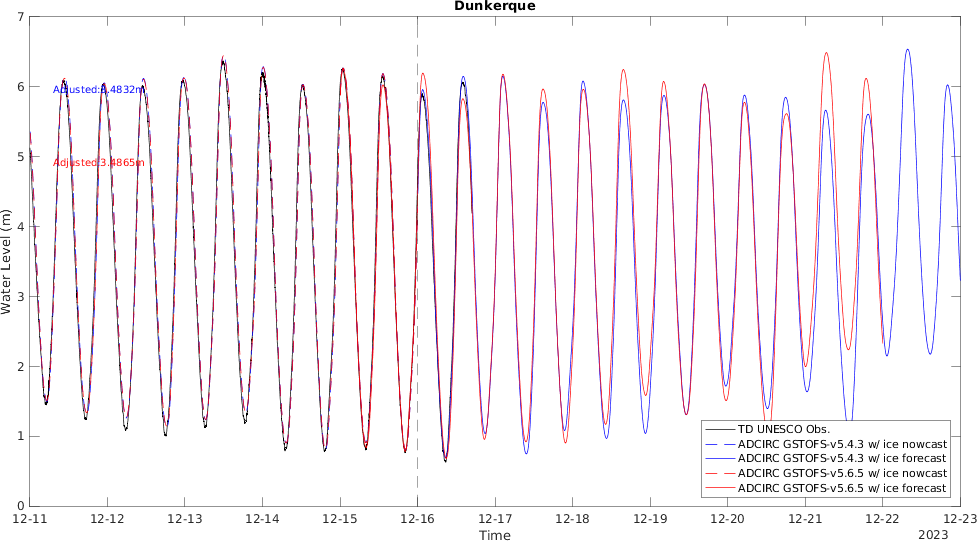 Dunkerque
7
6
5
4
3
2
1
0
Water Level (m)
Adjusted:3.4832m
Adjusted:3.4865m
TD UNESCO Obs.
ADCIRC GSTOFS-v5.4.3 w/ ice nowcast
ADCIRC GSTOFS-v5.4.3 w/ ice forecast
ADCIRC GSTOFS-v5.6.5 w/ ice nowcast
ADCIRC GSTOFS-v5.6.5 w/ ice forecast
12-11 12-12 12-13 12-14 12-15 12-16 12-17 12-18 12-19 12-20 12-21 12-22 12-23
Time
2023